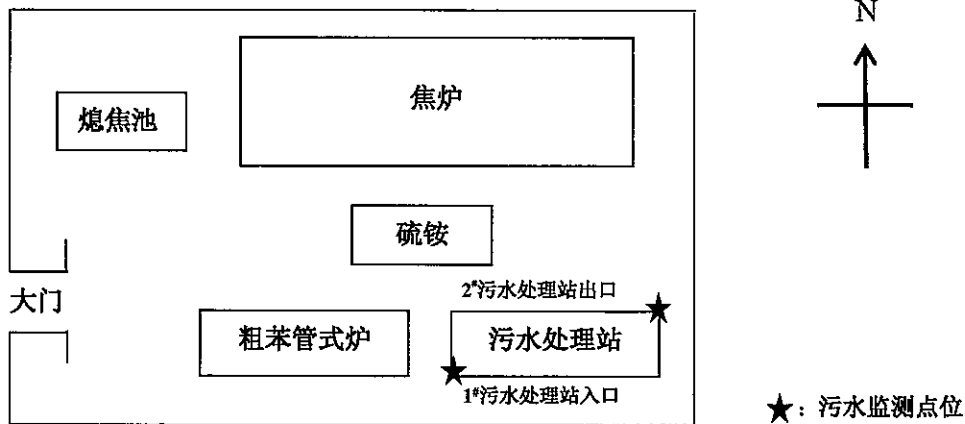 N
焦炉
熄焦池
硫铵
2#污水处理站出口
大门
粗苯管式炉
污水处理站
1#污水处理站入口
★：污水监测点位